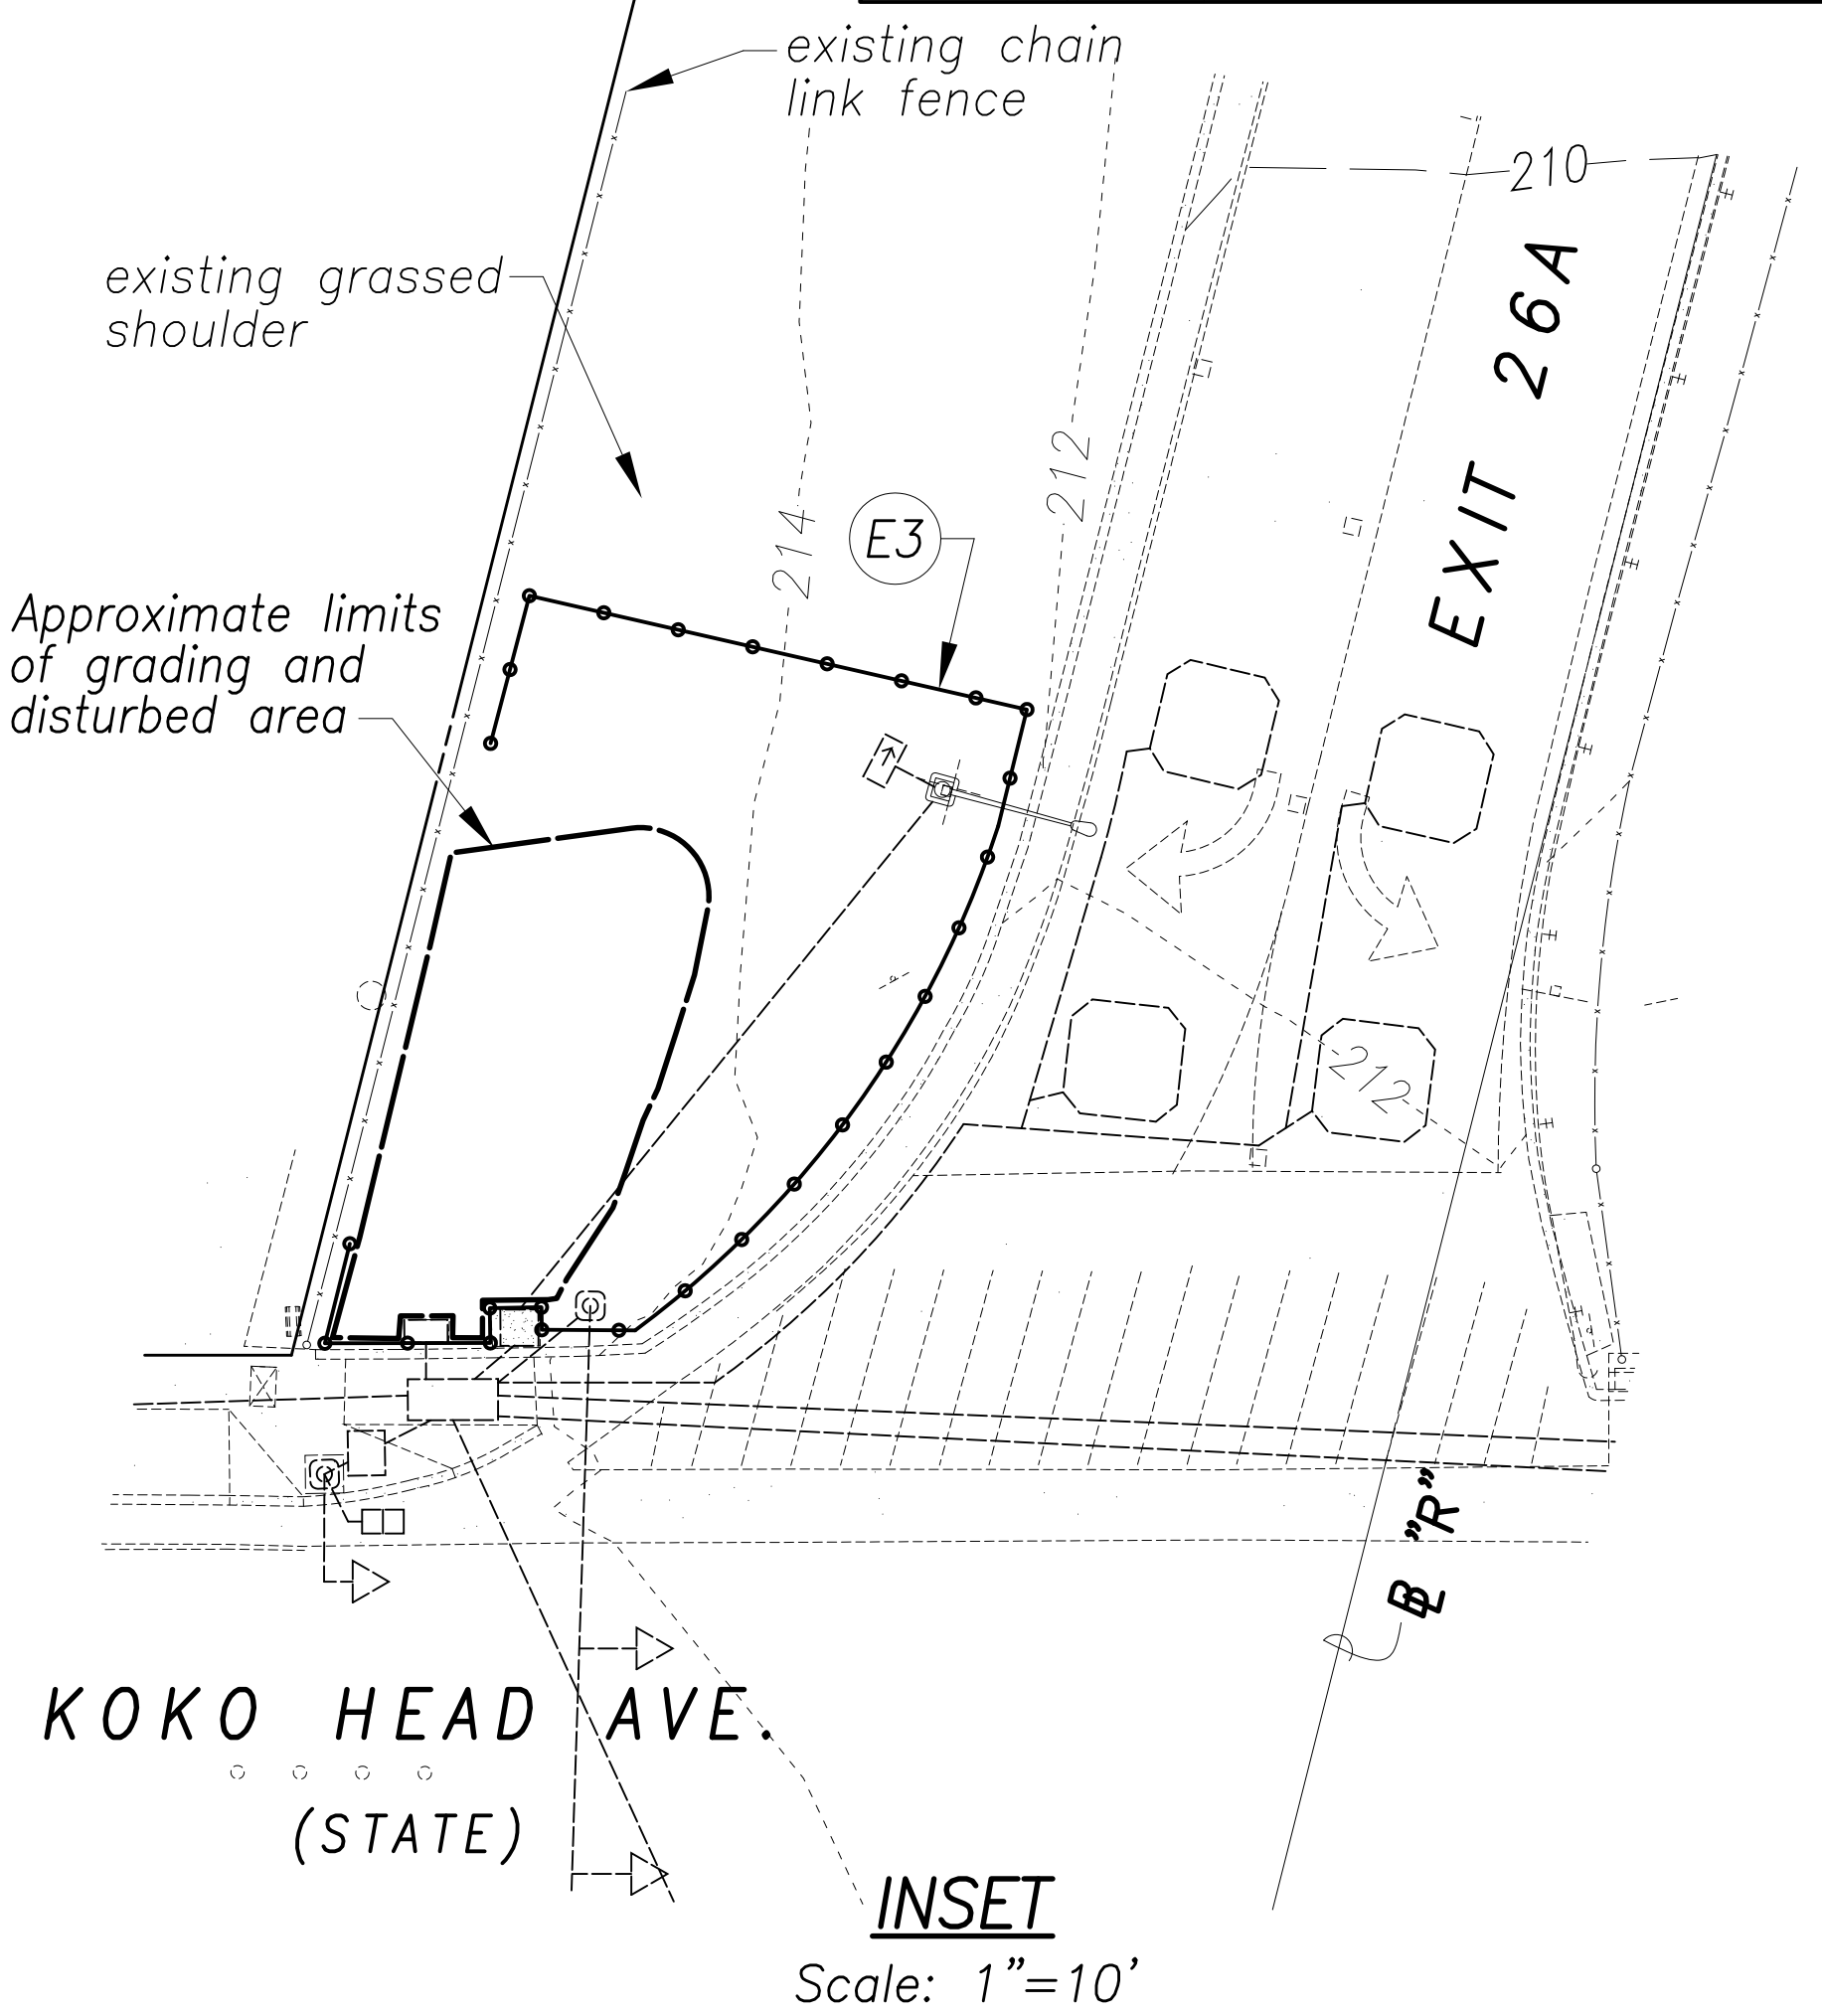 existing chain
link fence
210
EXIT 26A
existing grassed
shoulder
212
214
E3
Approximate limits
of grading and
disturbed area
212
"R"
KOKO HEAD AVE.
(STATE)
INSET
Scale: 1"=10'